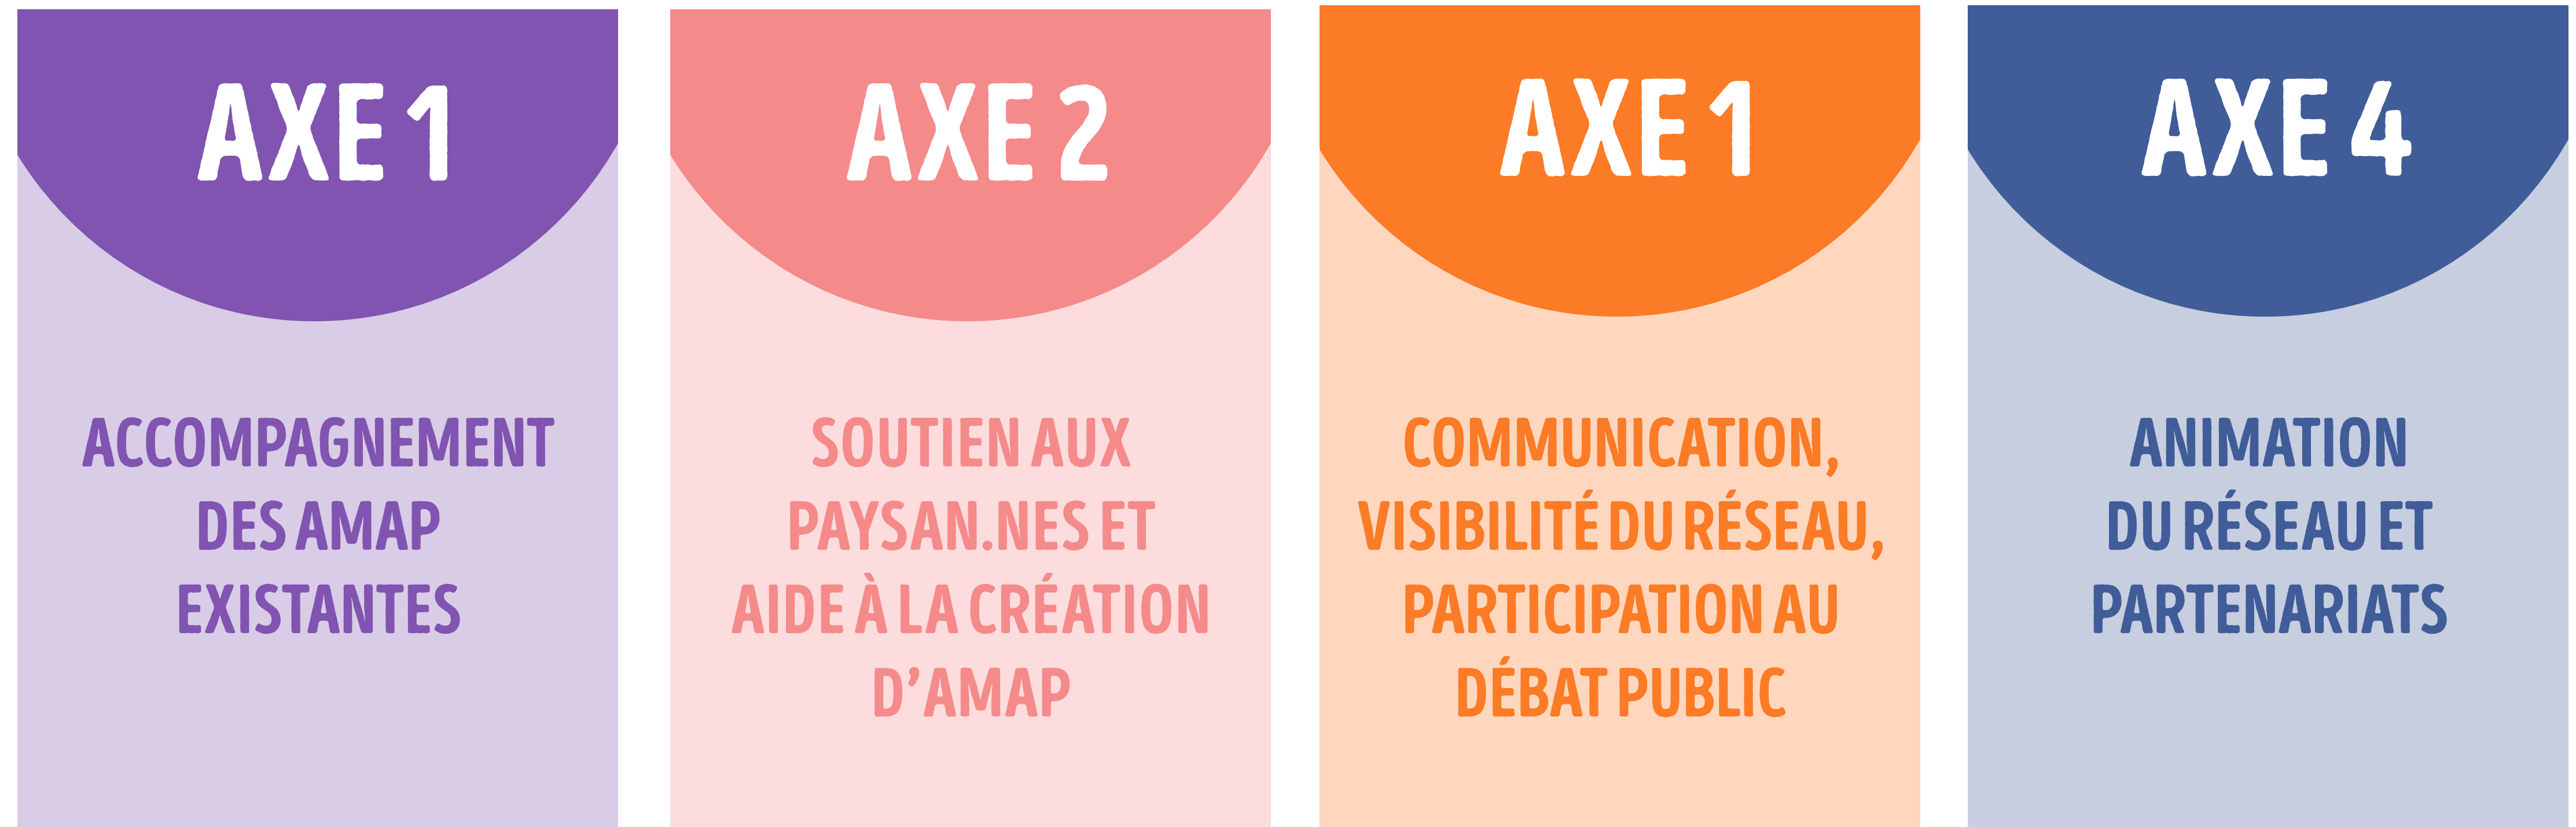 AXE 1
ACCOMPAGNEMENT
DES AMAP
EXISTANTES
AXE 2
SOUTIEN AUX
PAYSAN.NES ET
AIDE À LA CRÉATION
D'AMAP
AXE 1
COMMUNICATION,
VISIBILITÉ DU RÉSEAU,
PARTICIPATION AU
DÉBAT PUBLIC
AXE 4
ANIMATION
DU RÉSEAU ET
PARTENARIATS